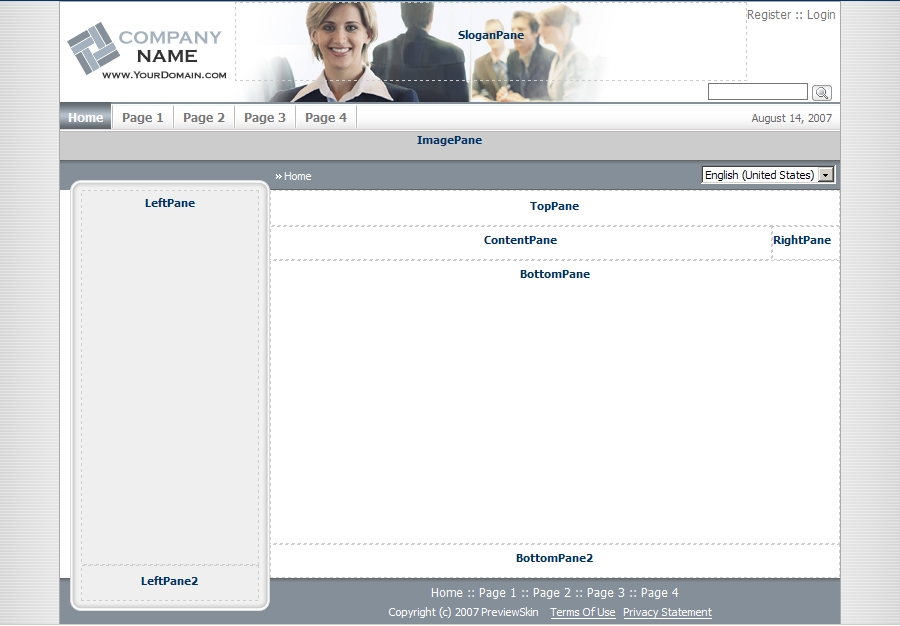 Register :: Login
COMPANY
NAME
www.YourDomain.com
SloganPane
Home Page 1 Page 2 Page 3 Page 4 August 14, 2007
ImagePane
» Home English (United States)
LeftPane
TopPane
ContentPane RightPane
BottomPane
BottomPane2
LeftPane2
Home :: Page 1 :: Page 2 :: Page 3 :: Page 4
Copyright (c) 2007 PreviewSkin Terms Of Use Privacy Statement